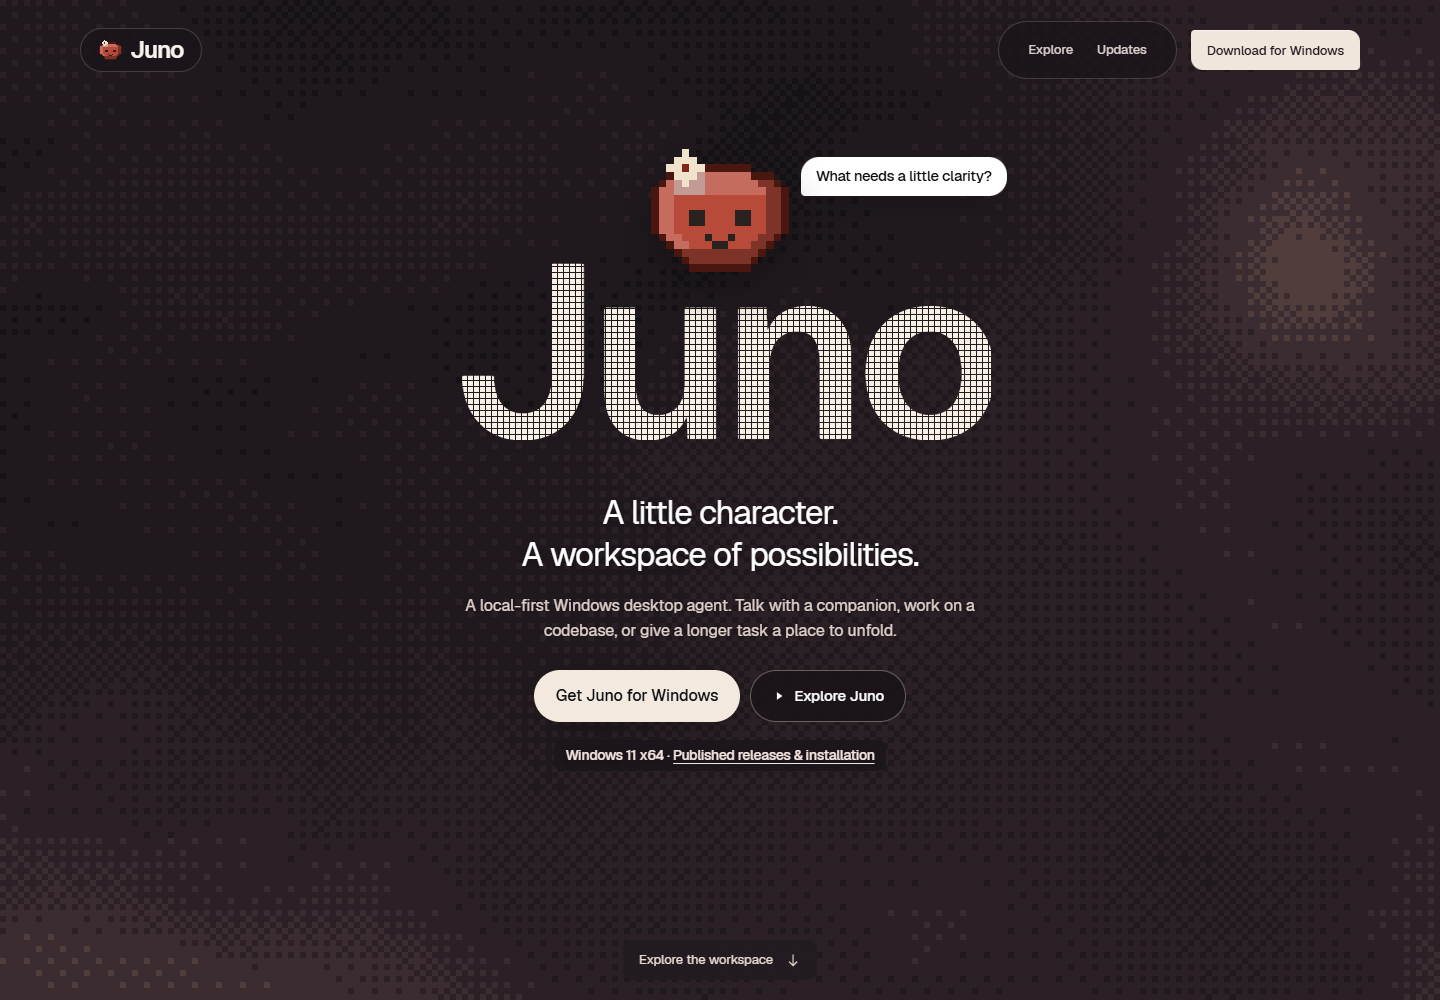 Juno
Explore
Updates
Download for Windows
What needs a little clarity?
Juno
A little character.
A workspace of possibilities.
A local-first Windows desktop agent. Talk with a companion, work on a
codebase, or give a longer task a place to unfold.
Get Juno for Windows
Explore Juno
Windows 11 x64 · Published releases & installation
Explore the workspace